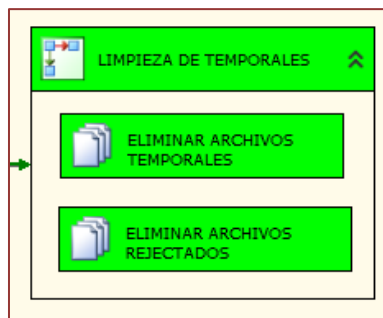 LIMPIEZA DE TEMPORALES
ELIMINAR ARCHIVOS
TEMPORALES
ELIMINAR ARCHIVOS
REJECTADOS